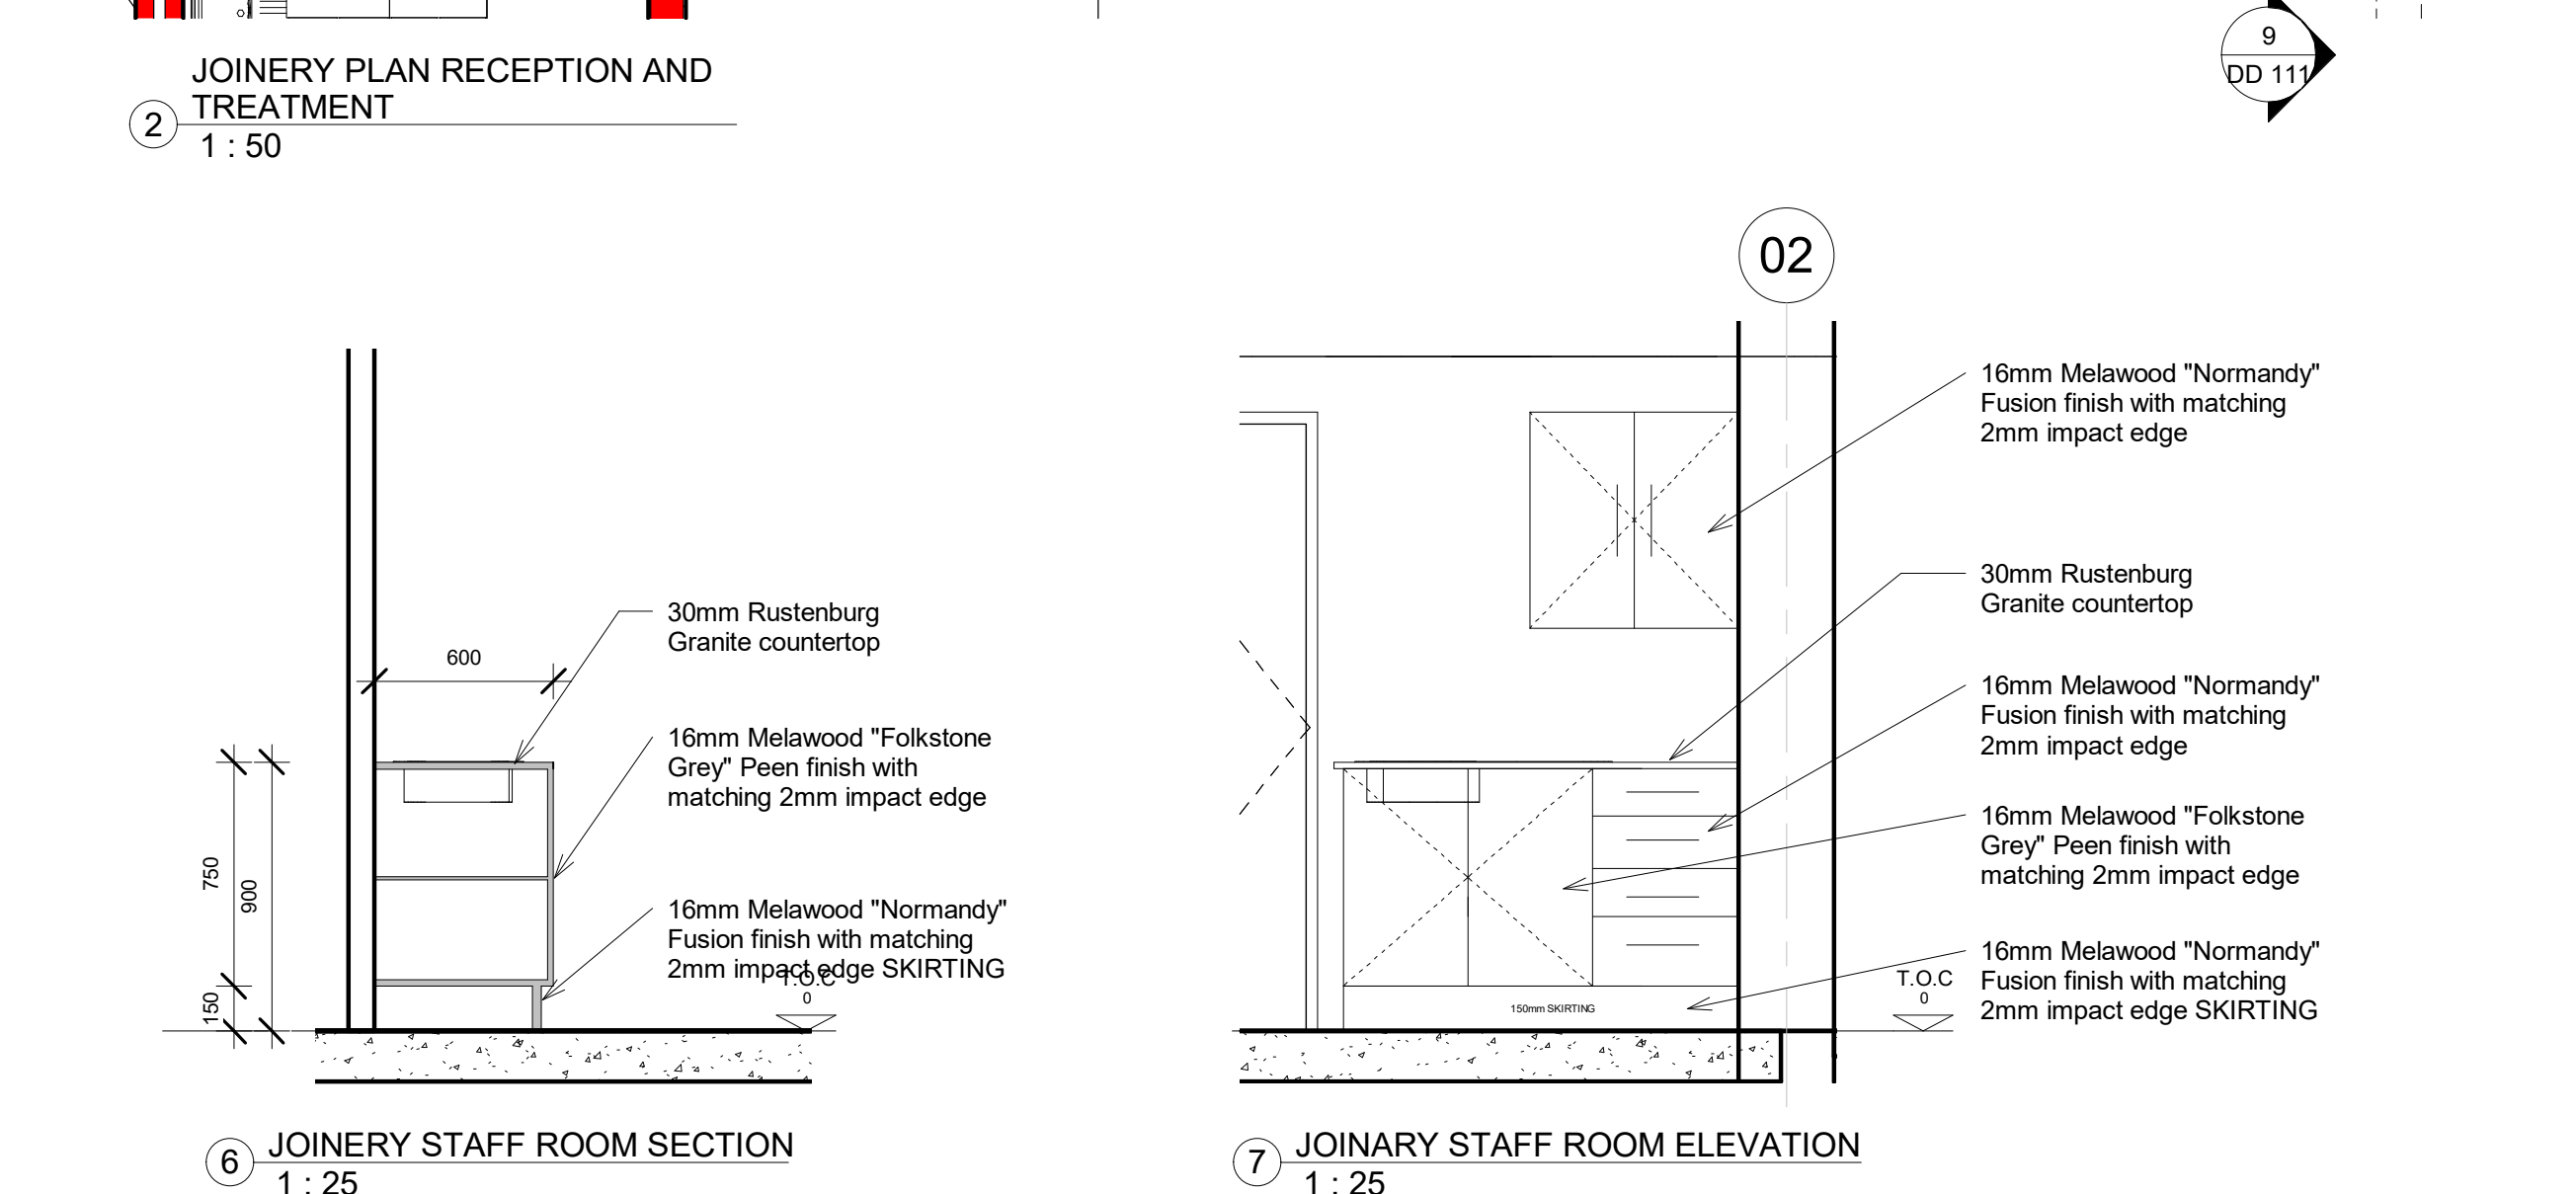 JOINERY PLAN RECEPTION AND
TREATMENT
2
1 : 50
9
DD 111
02
16mm Melawood "Normandy"
Fusion finish with matching
2mm impact edge
30mm Rustenburg
Granite countertop
16mm Melawood "Normandy"
Fusion finish with matching
2mm impact edge
16mm Melawood "Folkstone
Grey" Peen finish with
matching 2mm impact edge
16mm Melawood "Normandy"
Fusion finish with matching
2mm impact edge SKIRTING
T.O.C
0
150mm SKIRTING
600
30mm Rustenburg
Granite countertop
16mm Melawood "Folkstone
Grey" Peen finish with
matching 2mm impact edge
16mm Melawood "Normandy"
Fusion finish with matching
2mm impact edge SKIRTING
T.O.C
0
750
900
150
6
JOINERY STAFF ROOM SECTION
1 : 25
7
JOINARY STAFF ROOM ELEVATION
1 : 25